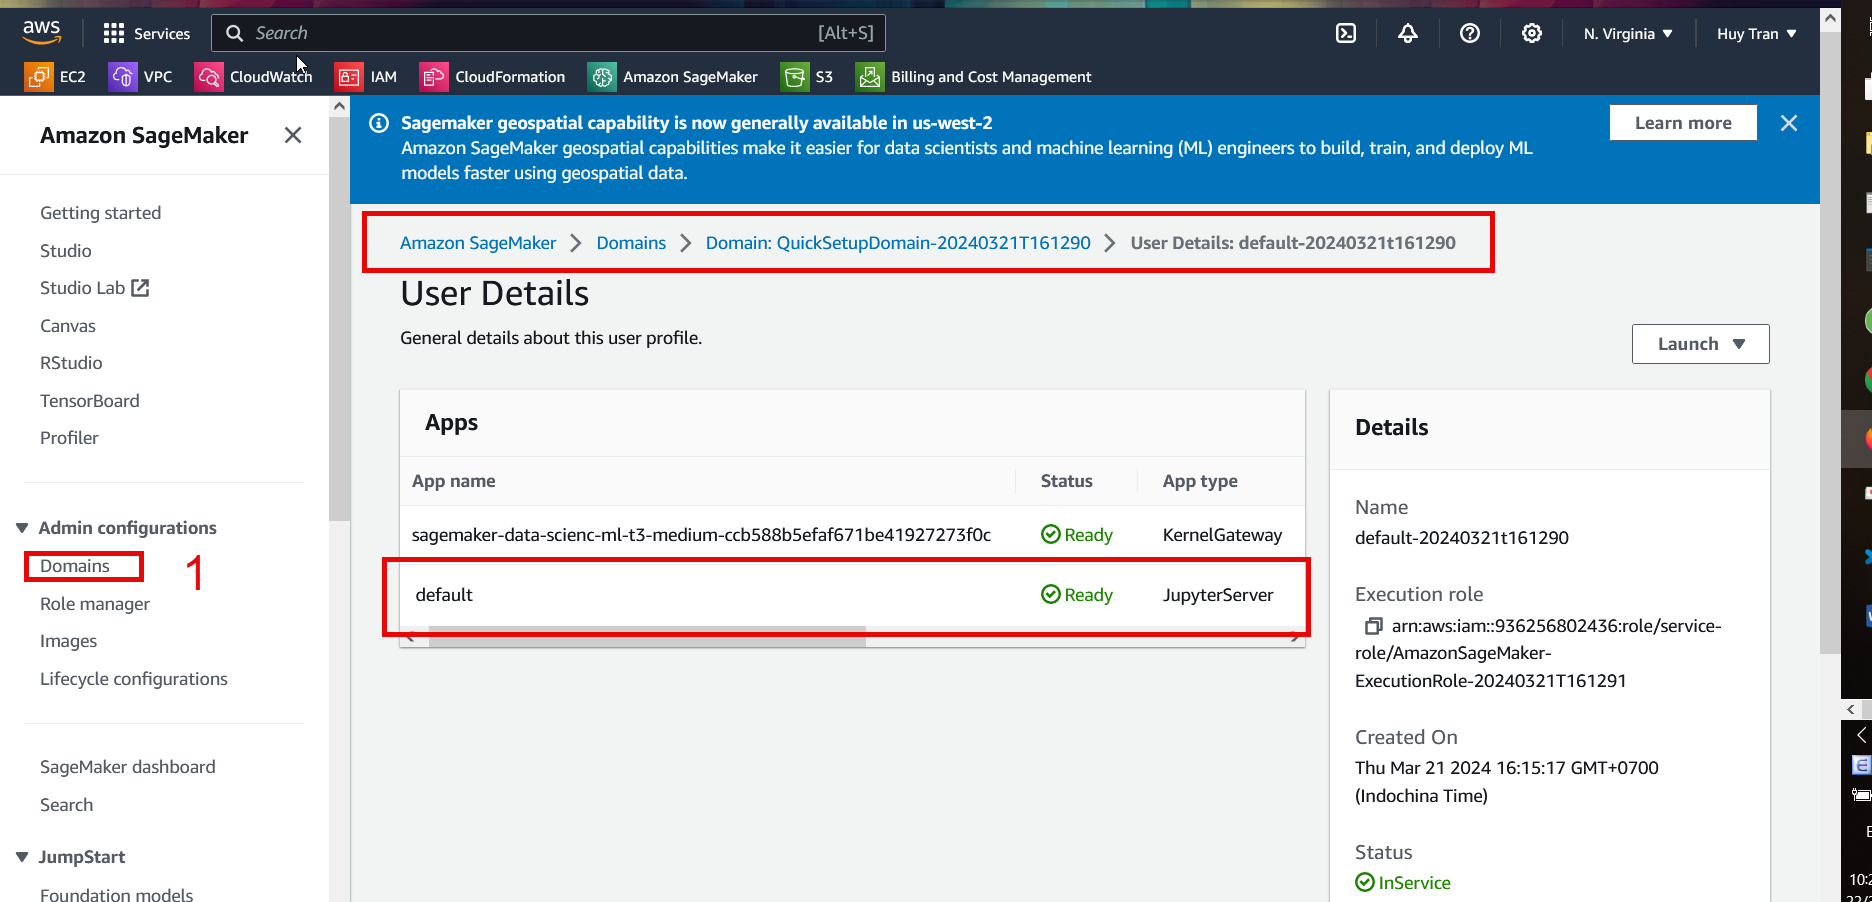 aws
Services
Search
[Alt+S]
N. Virginia
Huy Tran
EC2
VPC
CloudWatch
IAM
CloudFormation
Amazon SageMaker
S3
Billing and Cost Management
Amazon SageMaker
Getting started
Studio
Studio Lab
Canvas
RStudio
TensorBoard
Profiler
Admin configurations
Domains
1
Role manager
Images
Lifecycle configurations
SageMaker dashboard
Search
JumpStart
Foundation models
Sagemaker geospatial capability is now generally available in us-west-2
Amazon SageMaker geospatial capabilities make it easier for data scientists and machine learning (ML) engineers to build, train, and deploy ML
models faster using geospatial data.
Learn more
Amazon SageMaker > Domains > Domain: QuickSetupDomain-20240321T161290 > User Details: default-20240321t161290
User Details
General details about this user profile.
Launch
Apps
App name Status App type
sagemaker-data-scienc-ml-t3-medium-ccb588b5efaf671be41927273f0c Ready KernelGateway
default Ready JupyterServer
Details
Name
default-20240321t161290
Execution role
arn:aws:iam::936256802436:role/service-
role/AmazonSageMaker-
ExecutionRole-20240321T161291
Created On
Thu Mar 21 2024 16:15:17 GMT+0700
(Indochina Time)
Status
InService